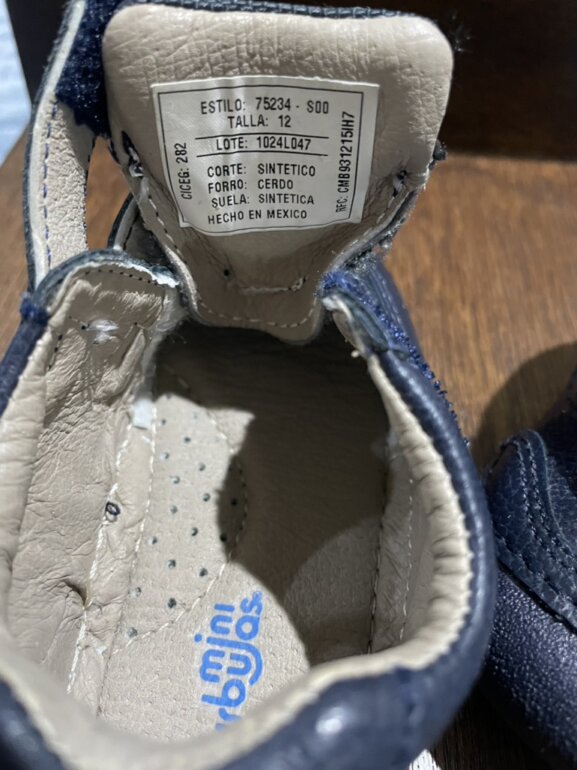 ESTILO: 75234 - S00
TALLA: 12
LOTE: 1024L047
CORTE: SINTETICO
FORRO: CERDO
SUELA: SINTETICA
HECHO EN MEXICO
CICEG: 282
RFC: CMB931215IH7
mini